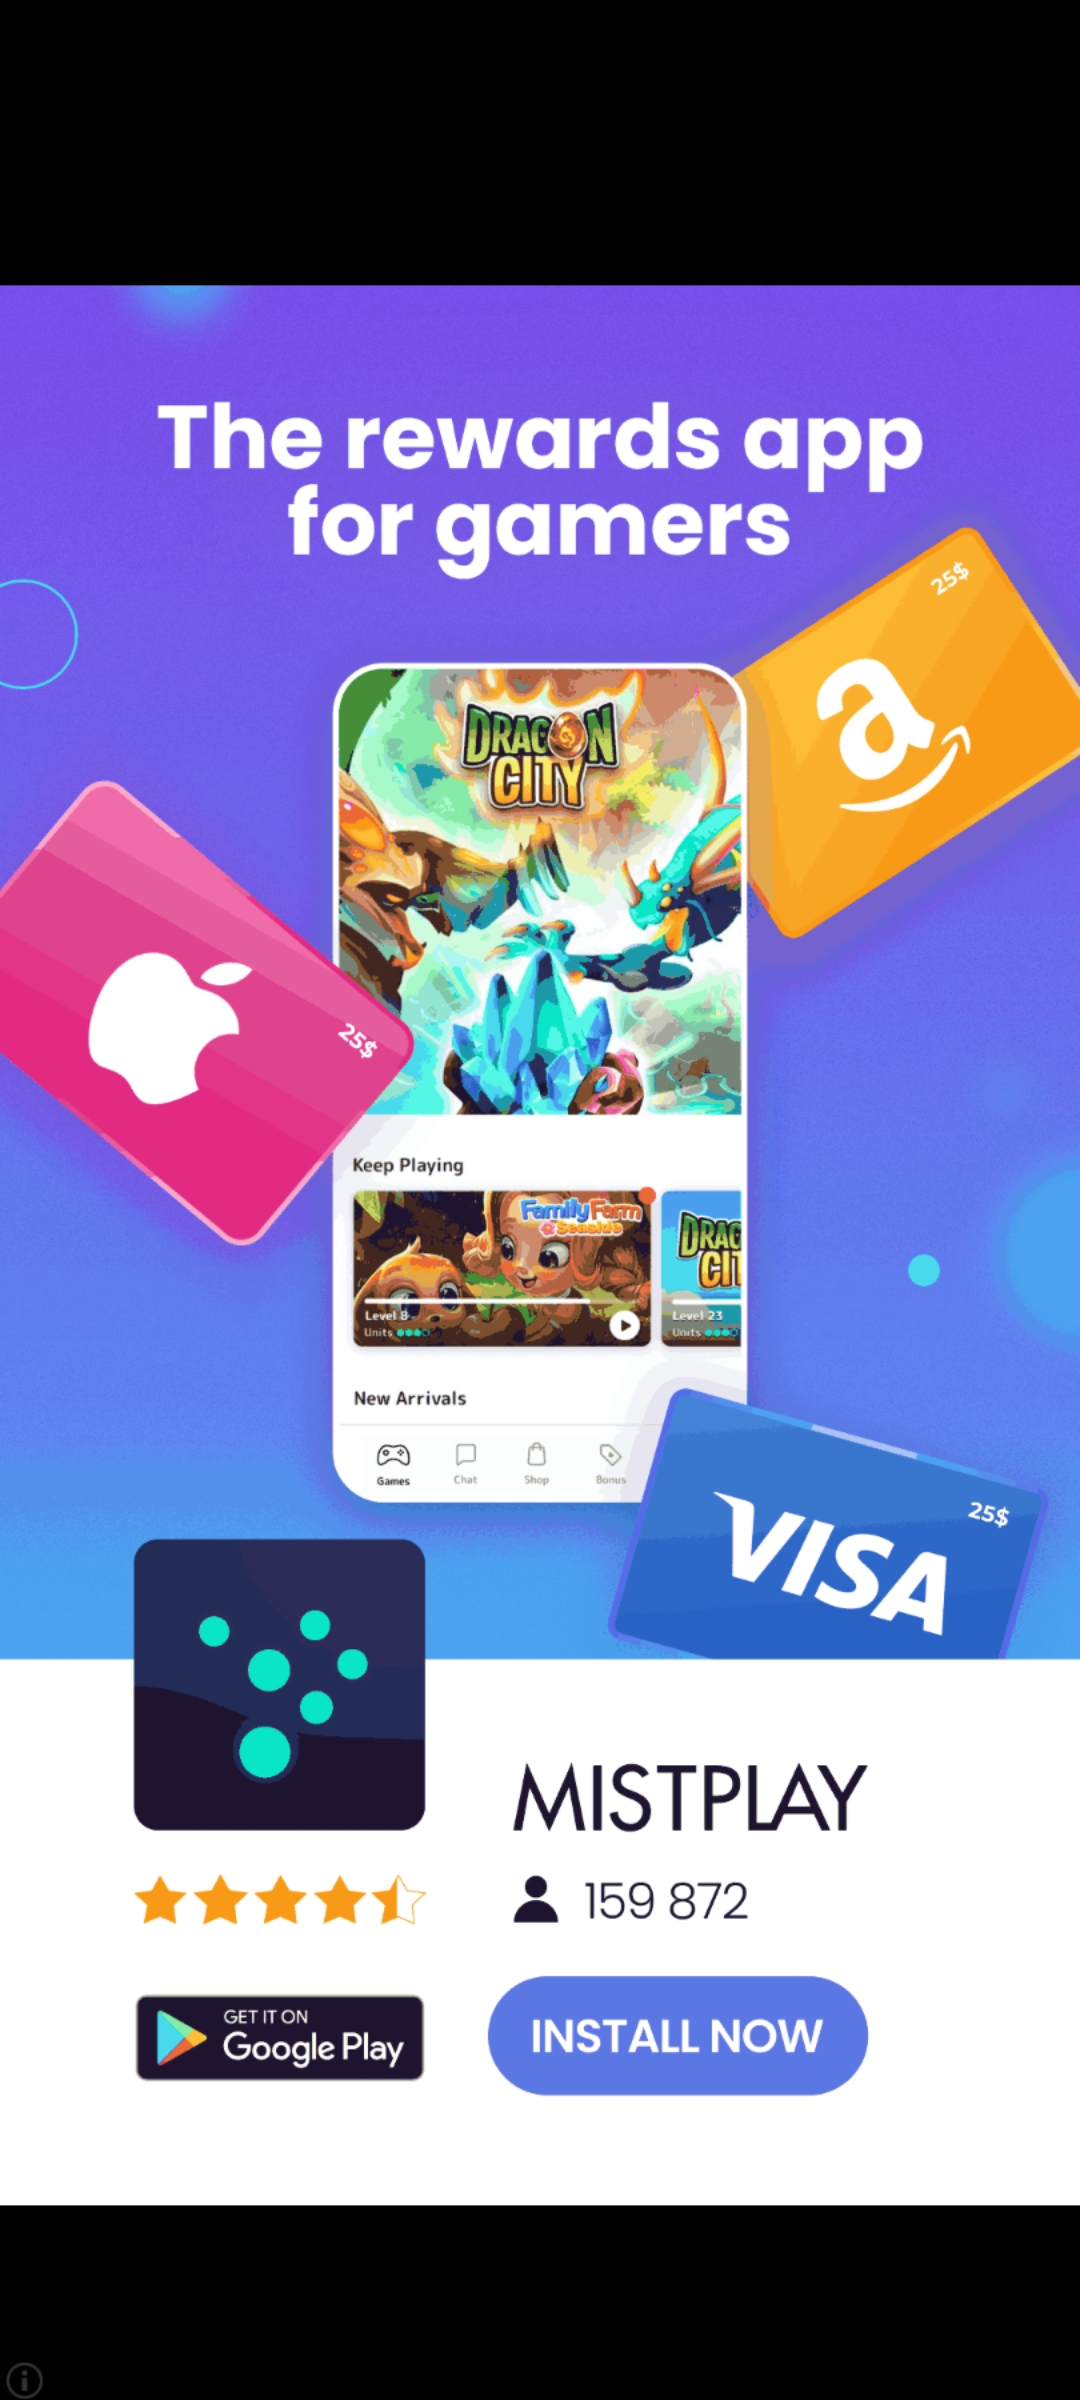 The rewards app
for gamers
25$
a
DRAGON
CITY
25$
Keep Playing
Family Farm
Seaside
Level 8
Units
DRAG
CIT
Level 23
Units
New Arrivals
Games
Chat
Shop
Bonus
25$
VISA
MISTPLAY
159 872
GET IT ON
Google Play
INSTALL NOW